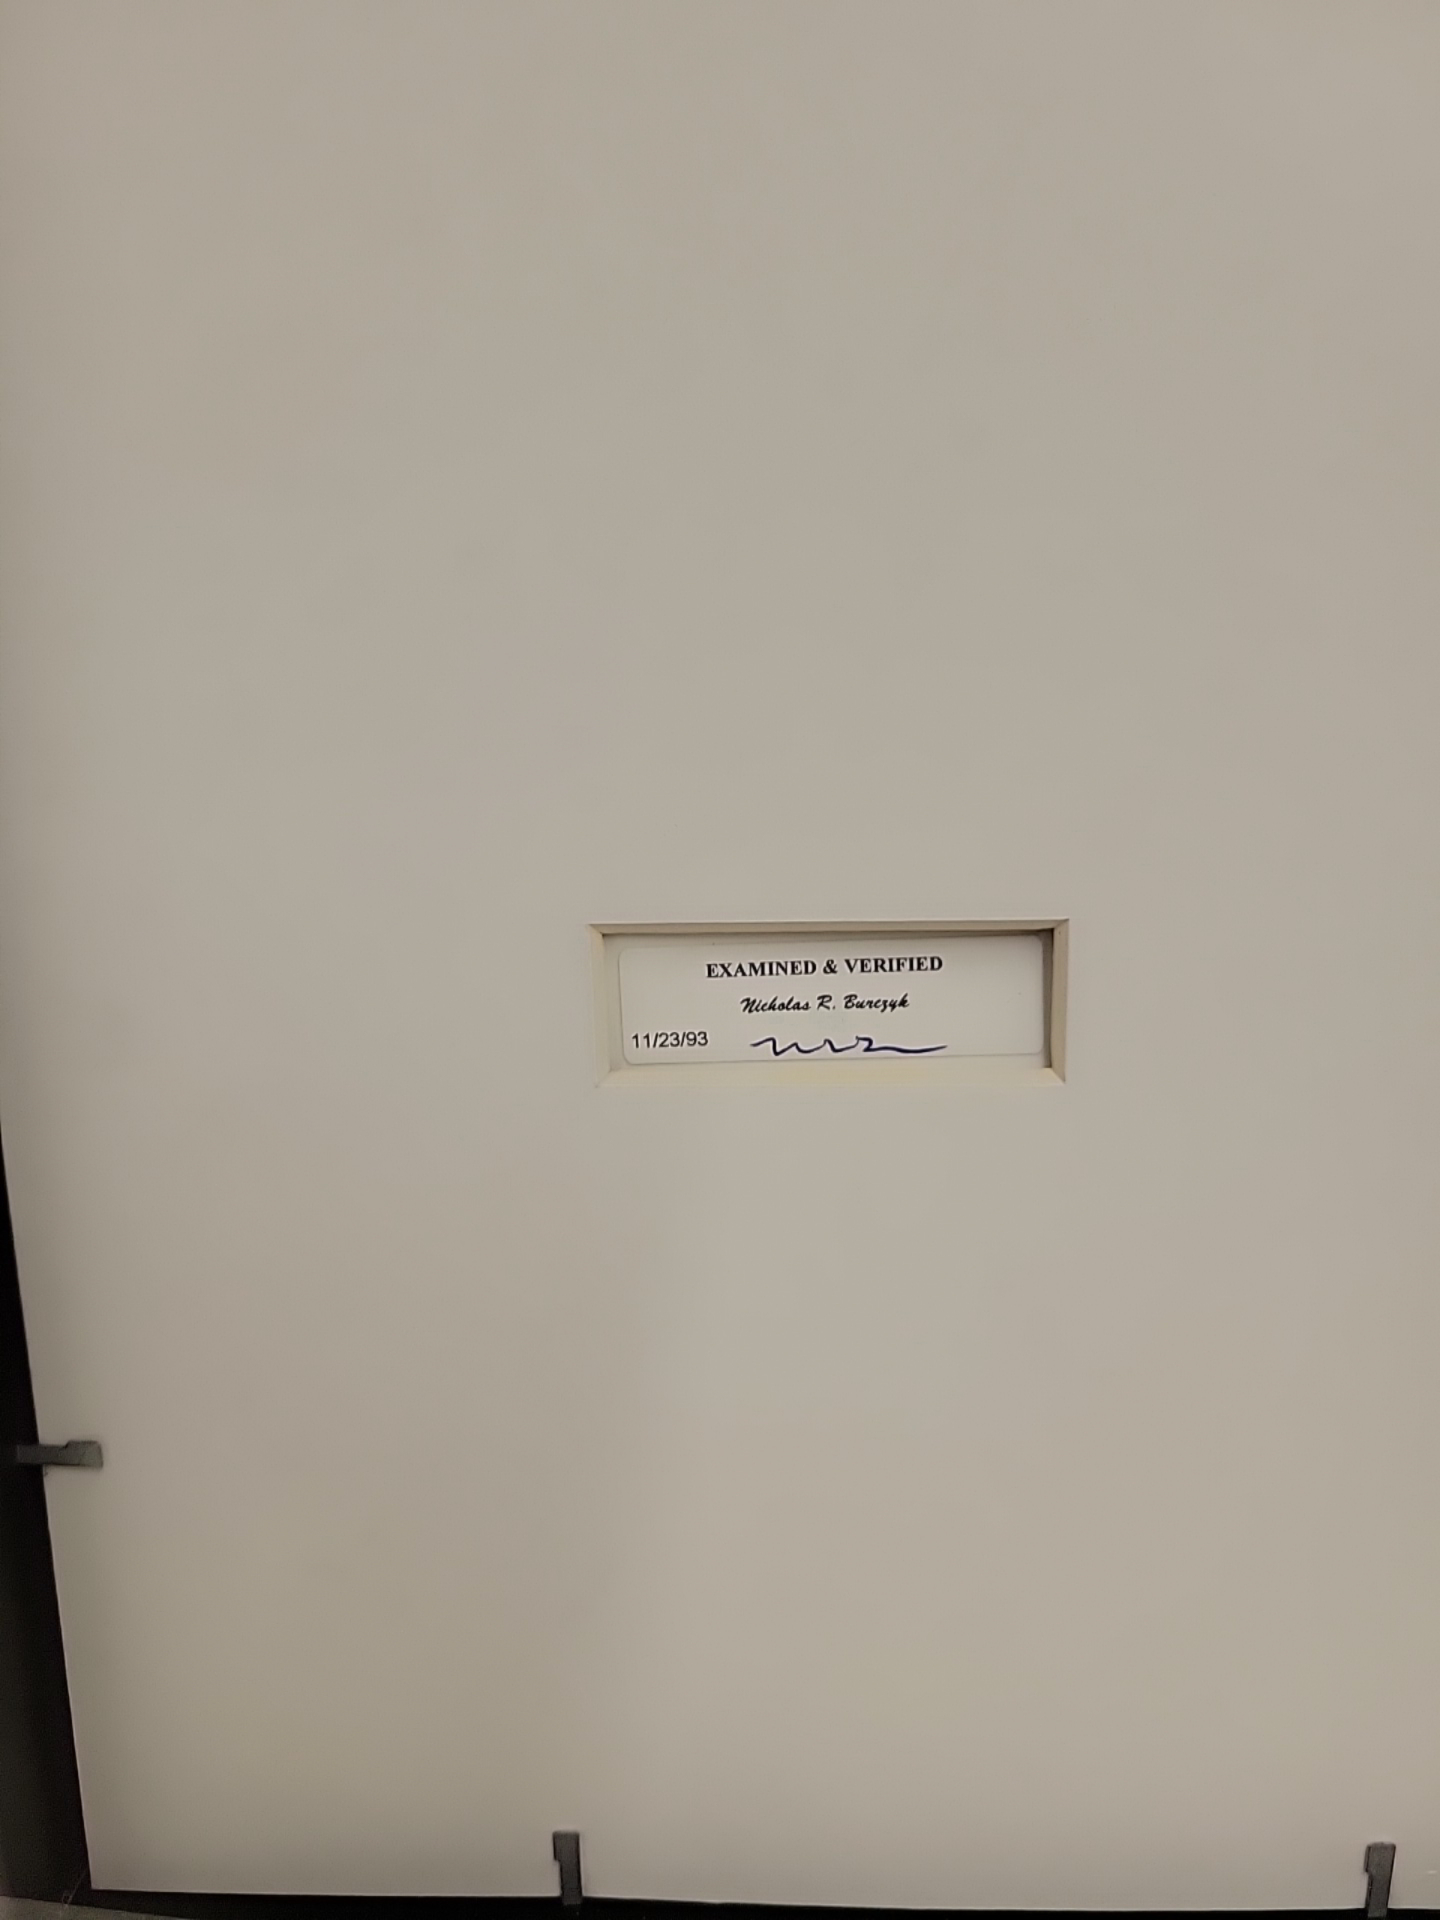 EXAMINED & VERIFIED
Nicholas R. Burczyk
11/23/93